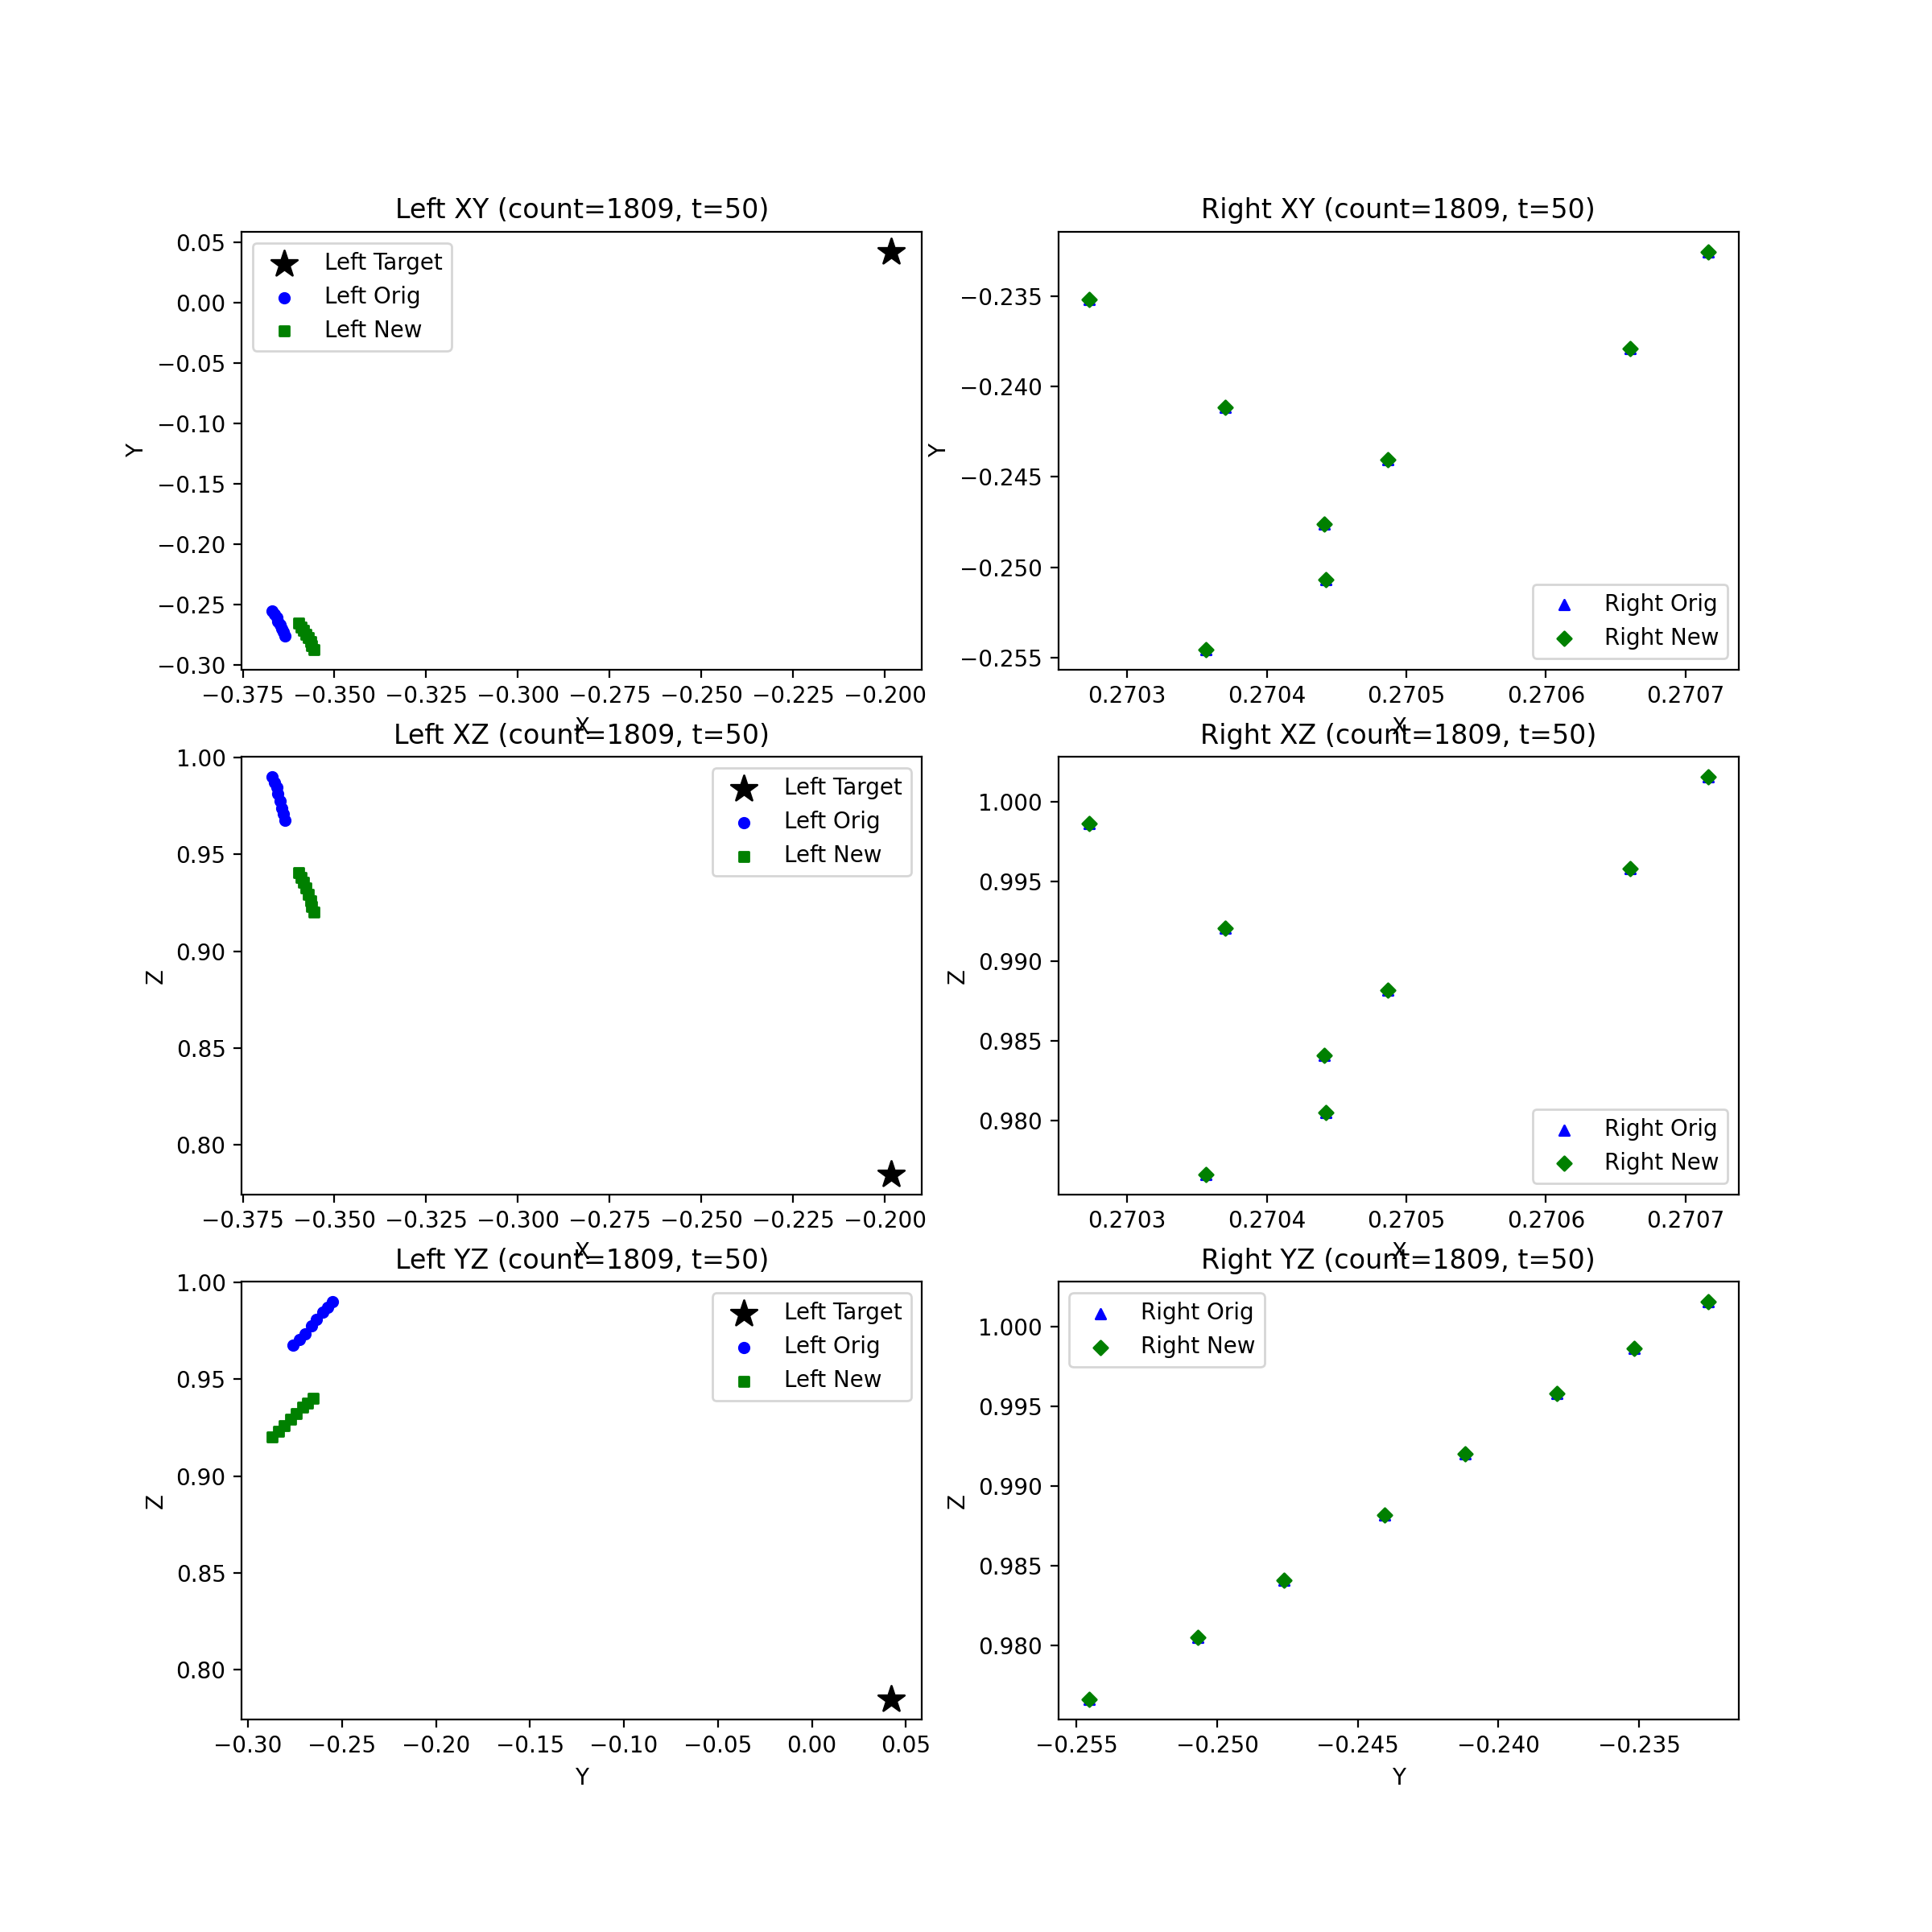 Left XY (count=1809, t=50)
Left Target
Left Orig
Left New
0.05
0.00
−0.05
−0.10
−0.15
−0.20
−0.25
−0.30
Y
−0.375 −0.350 −0.325 −0.300 −0.275 −0.250 −0.225 −0.200
X
Right XY (count=1809, t=50)
−0.235
−0.240
−0.245
−0.250
−0.255
Y
Right Orig
Right New
0.2703 0.2704 0.2705 0.2706 0.2707
X
Left XZ (count=1809, t=50)
Left Target
Left Orig
Left New
1.00
0.95
0.90
0.85
0.80
Z
−0.375 −0.350 −0.325 −0.300 −0.275 −0.250 −0.225 −0.200
X
Right XZ (count=1809, t=50)
1.000
0.995
0.990
0.985
0.980
Z
Right Orig
Right New
0.2703 0.2704 0.2705 0.2706 0.2707
X
Left YZ (count=1809, t=50)
Left Target
Left Orig
Left New
1.00
0.95
0.90
0.85
0.80
Z
−0.30 −0.25 −0.20 −0.15 −0.10 −0.05 0.00 0.05
Y
Right YZ (count=1809, t=50)
Right Orig
Right New
1.000
0.995
0.990
0.985
0.980
Z
−0.255 −0.250 −0.245 −0.240 −0.235
Y